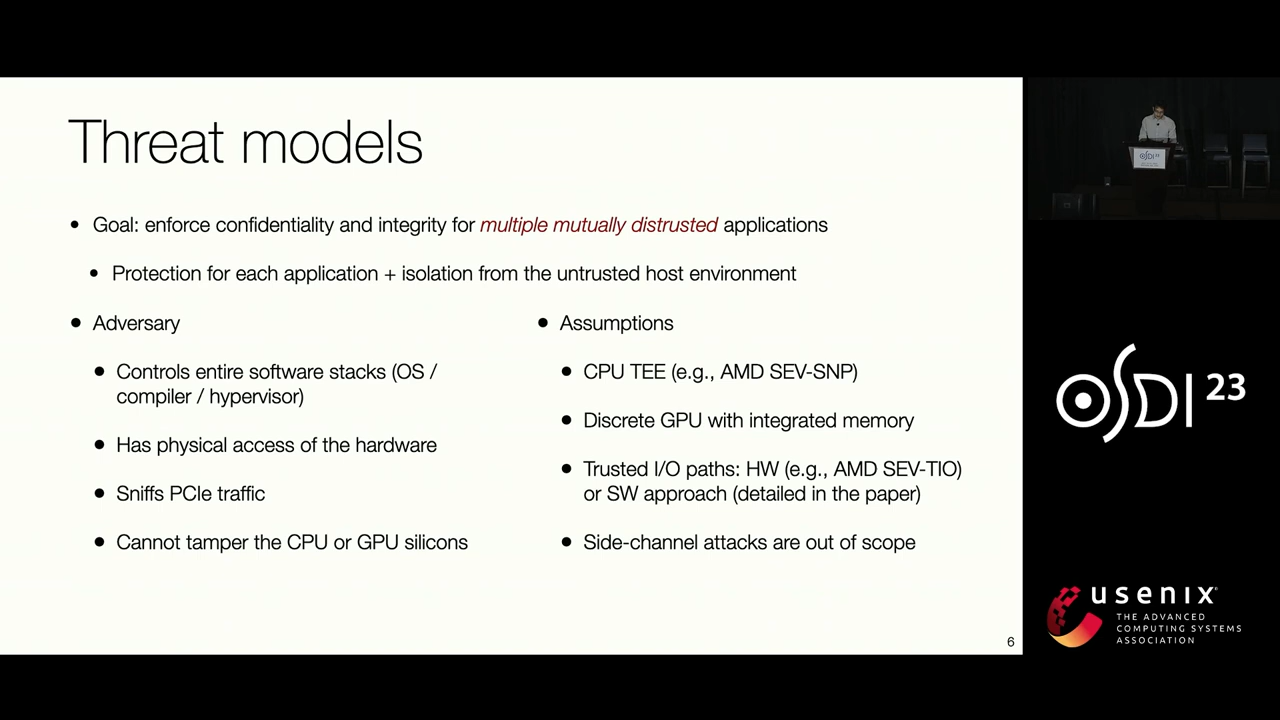 Threat models
• Goal: enforce confidentiality and integrity for multiple mutually distrusted applications
• Protection for each application + isolation from the untrusted host environment
• Adversary
• Controls entire software stacks (OS /
compiler / hypervisor)
• Has physical access of the hardware
• Sniffs PCIe traffic
• Cannot tamper the CPU or GPU silicons
• Assumptions
• CPU TEE (e.g., AMD SEV-SNP)
• Discrete GPU with integrated memory
• Trusted I/O paths: HW (e.g., AMD SEV-TIO)
or SW approach (detailed in the paper)
• Side-channel attacks are out of scope
6
OSDI
OSDI 23
usenix
THE ADVANCED
COMPUTING SYSTEMS
ASSOCIATION